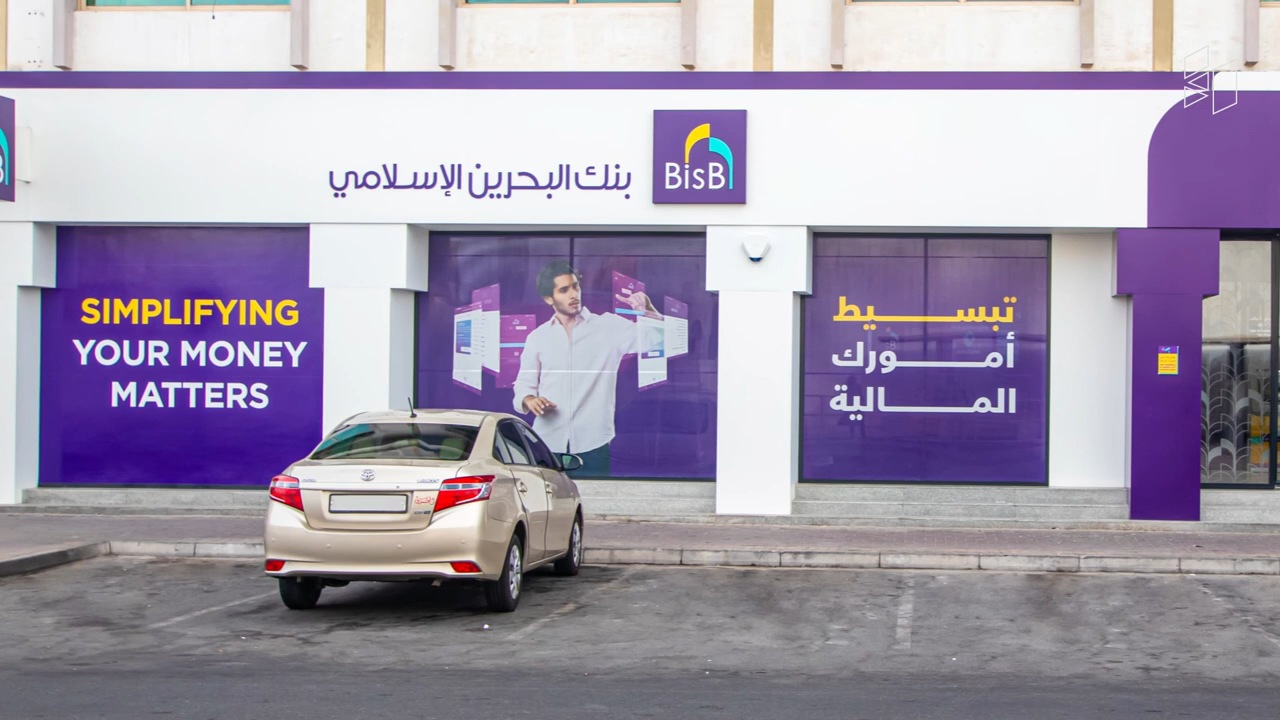 بنك البحرين الإسلامي
BisB
SIMPLIFYING
YOUR MONEY
MATTERS
تبسيط
أمورك
المالية